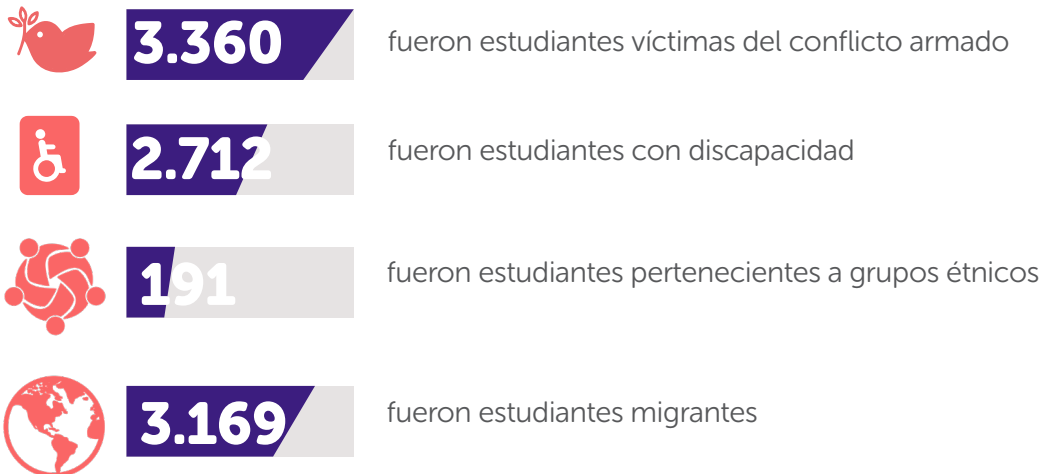 3.360 fueron estudiantes víctimas del conflicto armado
2.712 fueron estudiantes con discapacidad
191 fueron estudiantes pertenecientes a grupos étnicos
3.169 fueron estudiantes migrantes